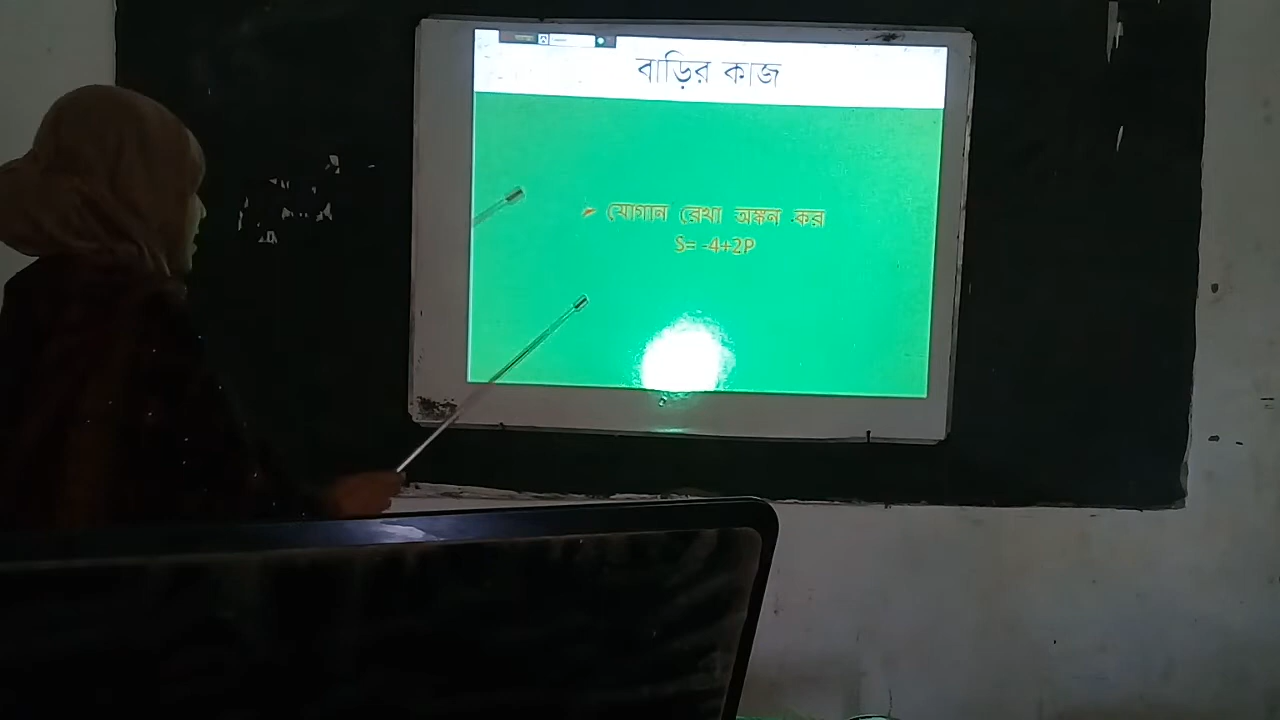 বাড়ির কাজ
যোগান রেখা অঙ্কন কর
S= -4+2P